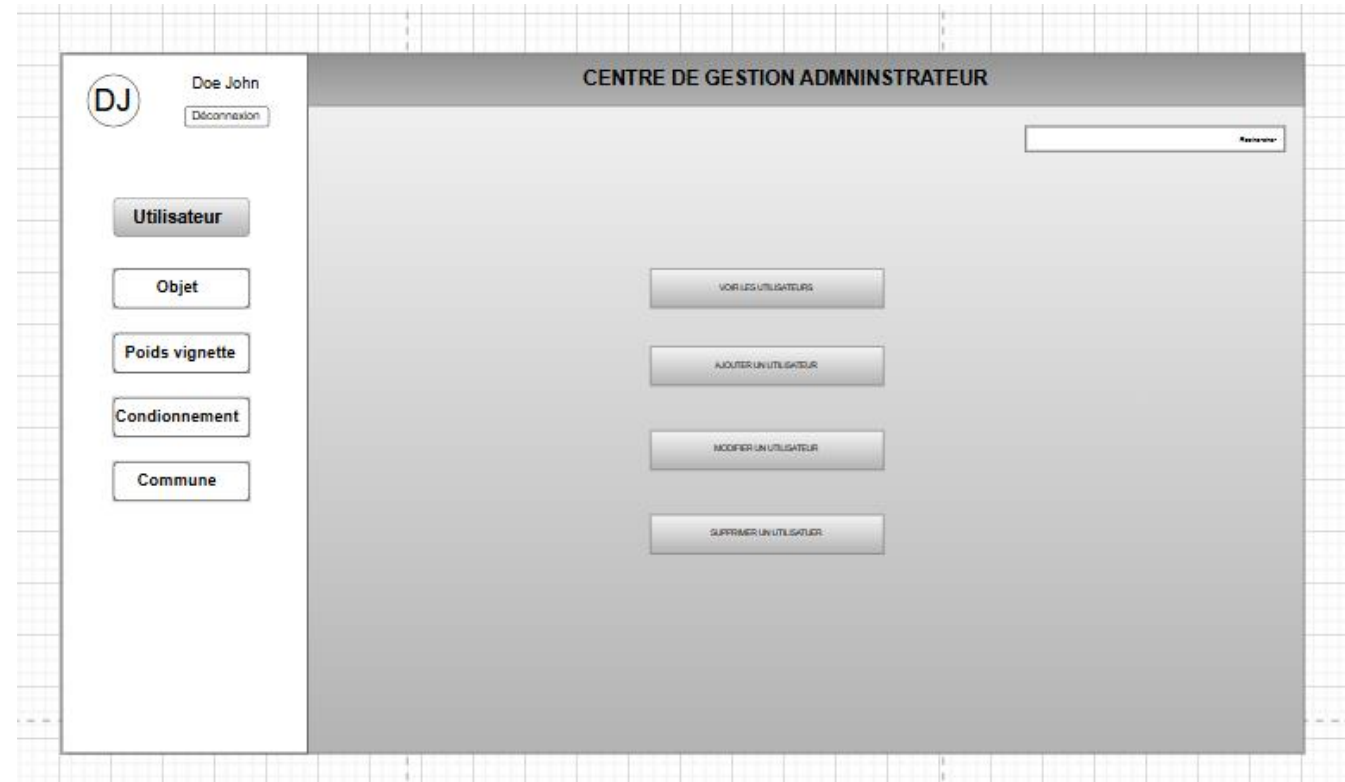 DJ
Doe John
Déconnexion
CENTRE DE GESTION ADMNINSTRATEUR
Rechercher
Utilisateur
Objet
Poids vignette
Condionnement
Commune
VOIR LES UTILISATEURS
AJOUTER UN UTILISATEUR
MODIFIER UN UTILISATEUR
SUPPRIMER UN UTILISATUER